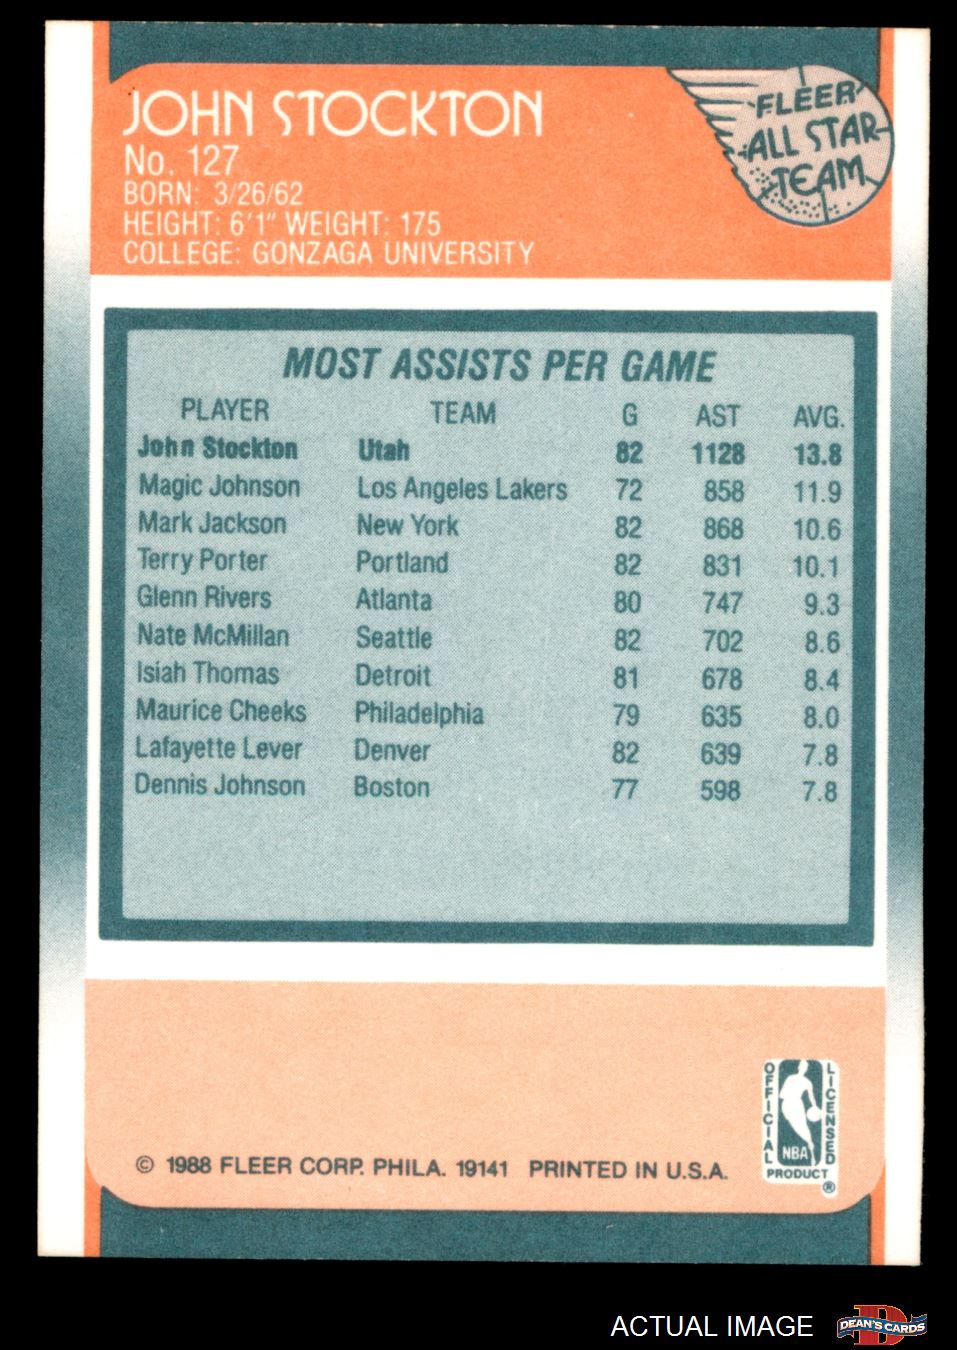 JOHN STOCKTON
No. 127
BORN: 3/26/62
HEIGHT: 6'1" WEIGHT: 175
COLLEGE: GONZAGA UNIVERSITY
FLEER
ALL STAR
TEAM
MOST ASSISTS PER GAME
PLAYER TEAM G AST AVG.
John Stockton Utah 82 1128 13.8
Magic Johnson Los Angeles Lakers 72 858 11.9
Mark Jackson New York 82 868 10.6
Terry Porter Portland 82 831 10.1
Glenn Rivers Atlanta 80 747 9.3
Nate McMillan Seattle 82 702 8.6
Isiah Thomas Detroit 81 678 8.4
Maurice Cheeks Philadelphia 79 635 8.0
Lafayette Lever Denver 82 639 7.8
Dennis Johnson Boston 77 598 7.8
OFFICIAL
LICENSED
NBA
PRODUCT
®
© 1988 FLEER CORP. PHILA. 19141 PRINTED IN U.S.A.
ACTUAL IMAGE
D
DEAN'S CARDS